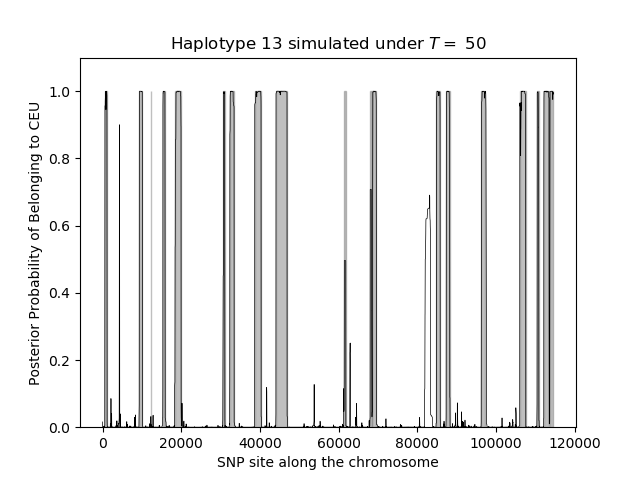 Haplotype 13 simulated under T = 50
Posterior Probability of Belonging to CEU
1.0
0.8
0.6
0.4
0.2
0.0
0 20000 40000 60000 80000 100000 120000
SNP site along the chromosome